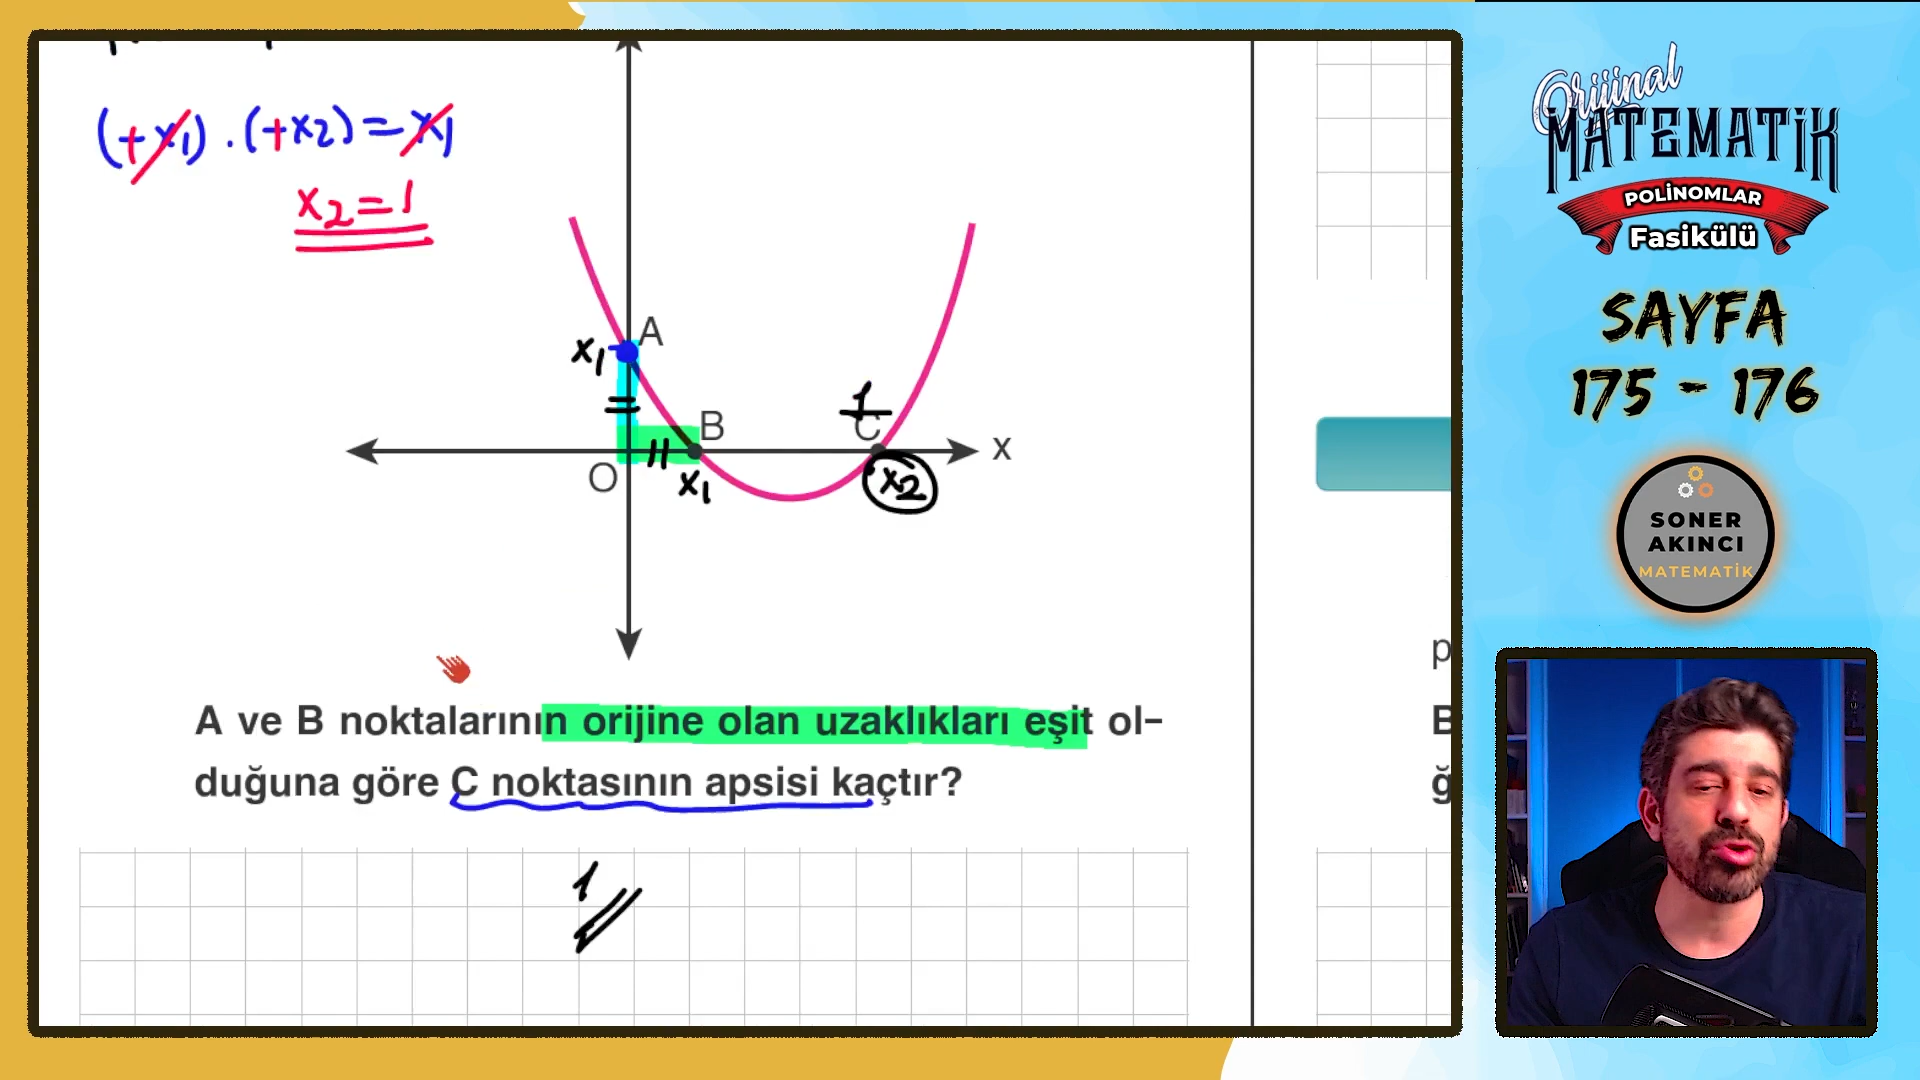 (+x1) . (+x2) = x1
x2 = 1
A
x1
1
B
C
x
O
x1
x2
A ve B noktalarının orijine olan uzaklıkları eşit ol-
duğuna göre C noktasının apsisi kaçtır?
1
p
B
ğ
Orijinal
MATEMATİK
POLİNOMLAR
Fasikülü
SAYFA
175 - 176
SONER
AKINCI
MATEMATİK